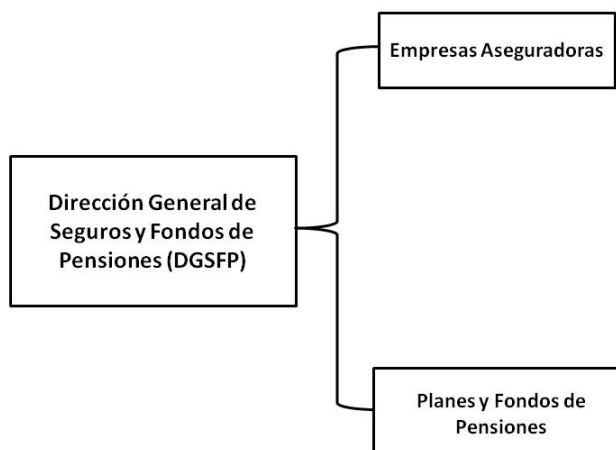 Empresas Aseguradoras
Dirección General de
Seguros y Fondos de
Pensiones (DGSFP)
Planes y Fondos de
Pensiones